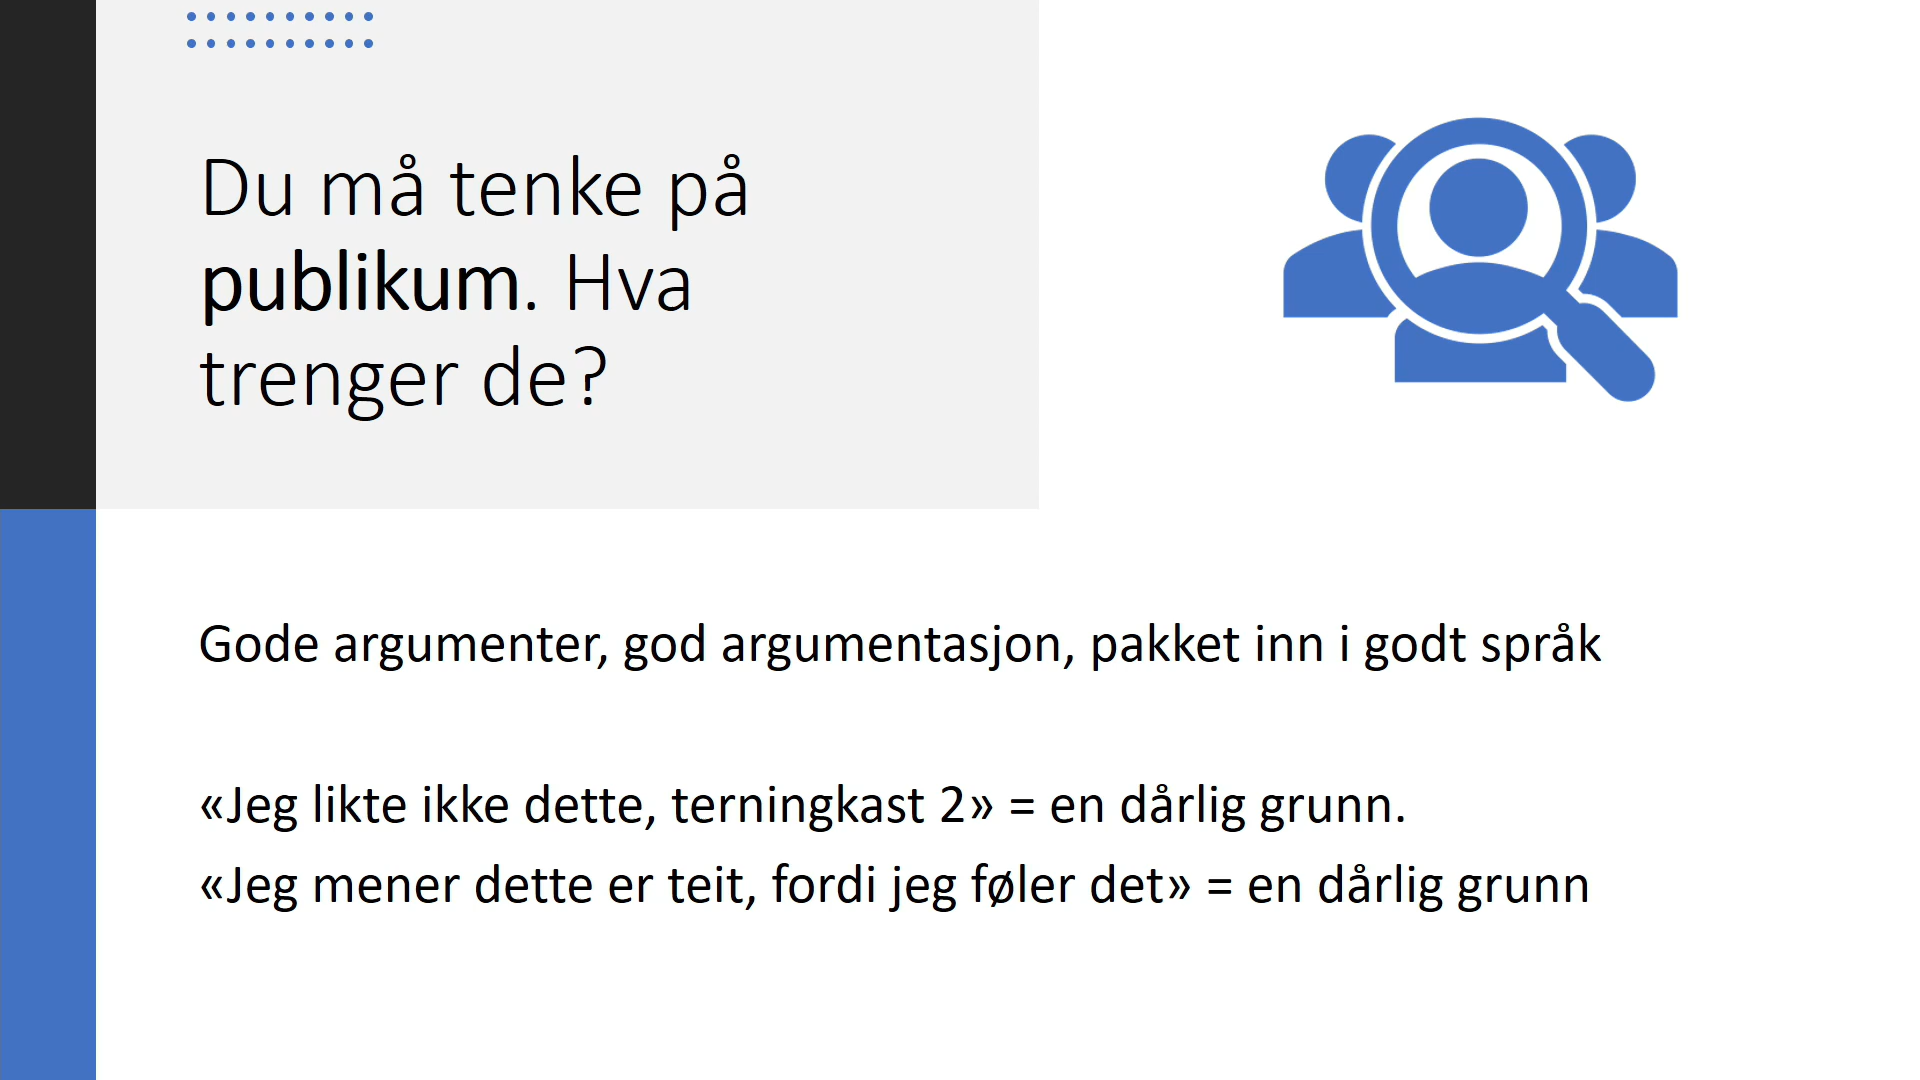 Du må tenke på
publikum. Hva
trenger de?
Gode argumenter, god argumentasjon, pakket inn i godt språk
«Jeg likte ikke dette, terningkast 2» = en dårlig grunn.
«Jeg mener dette er teit, fordi jeg føler det» = en dårlig grunn